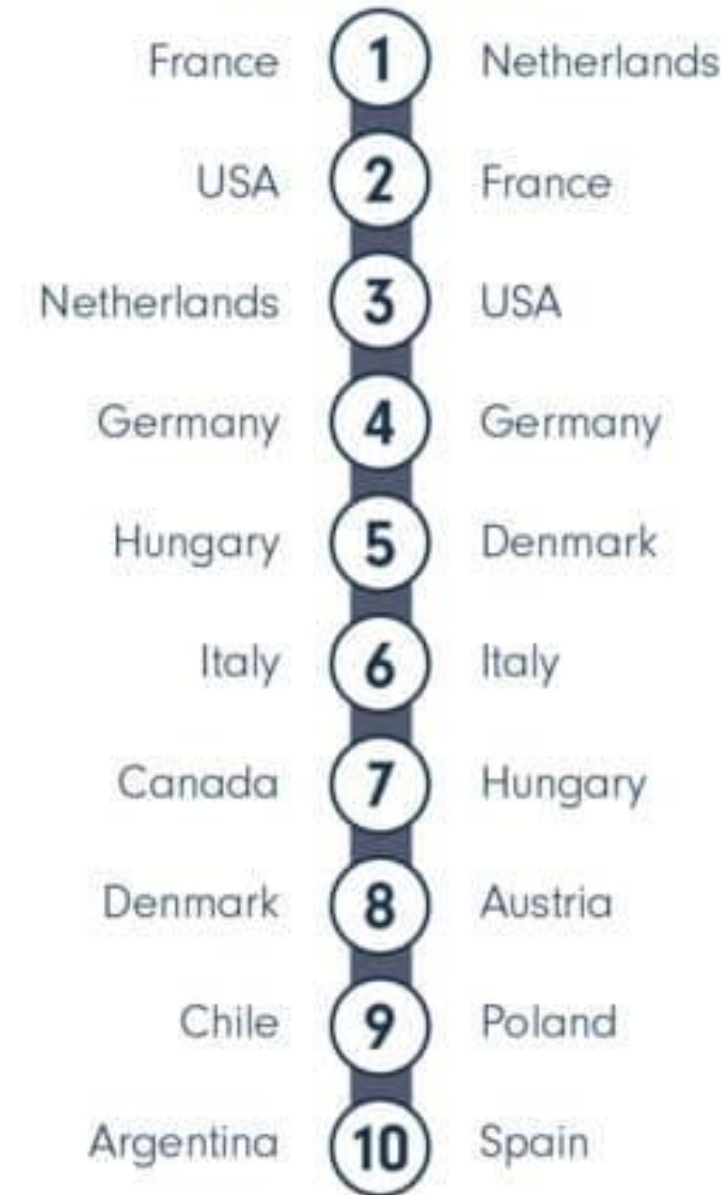 France 1 Netherlands
USA 2 France
Netherlands 3 USA
Germany 4 Germany
Hungary 5 Denmark
Italy 6 Italy
Canada 7 Hungary
Denmark 8 Austria
Chile 9 Poland
Argentina 10 Spain